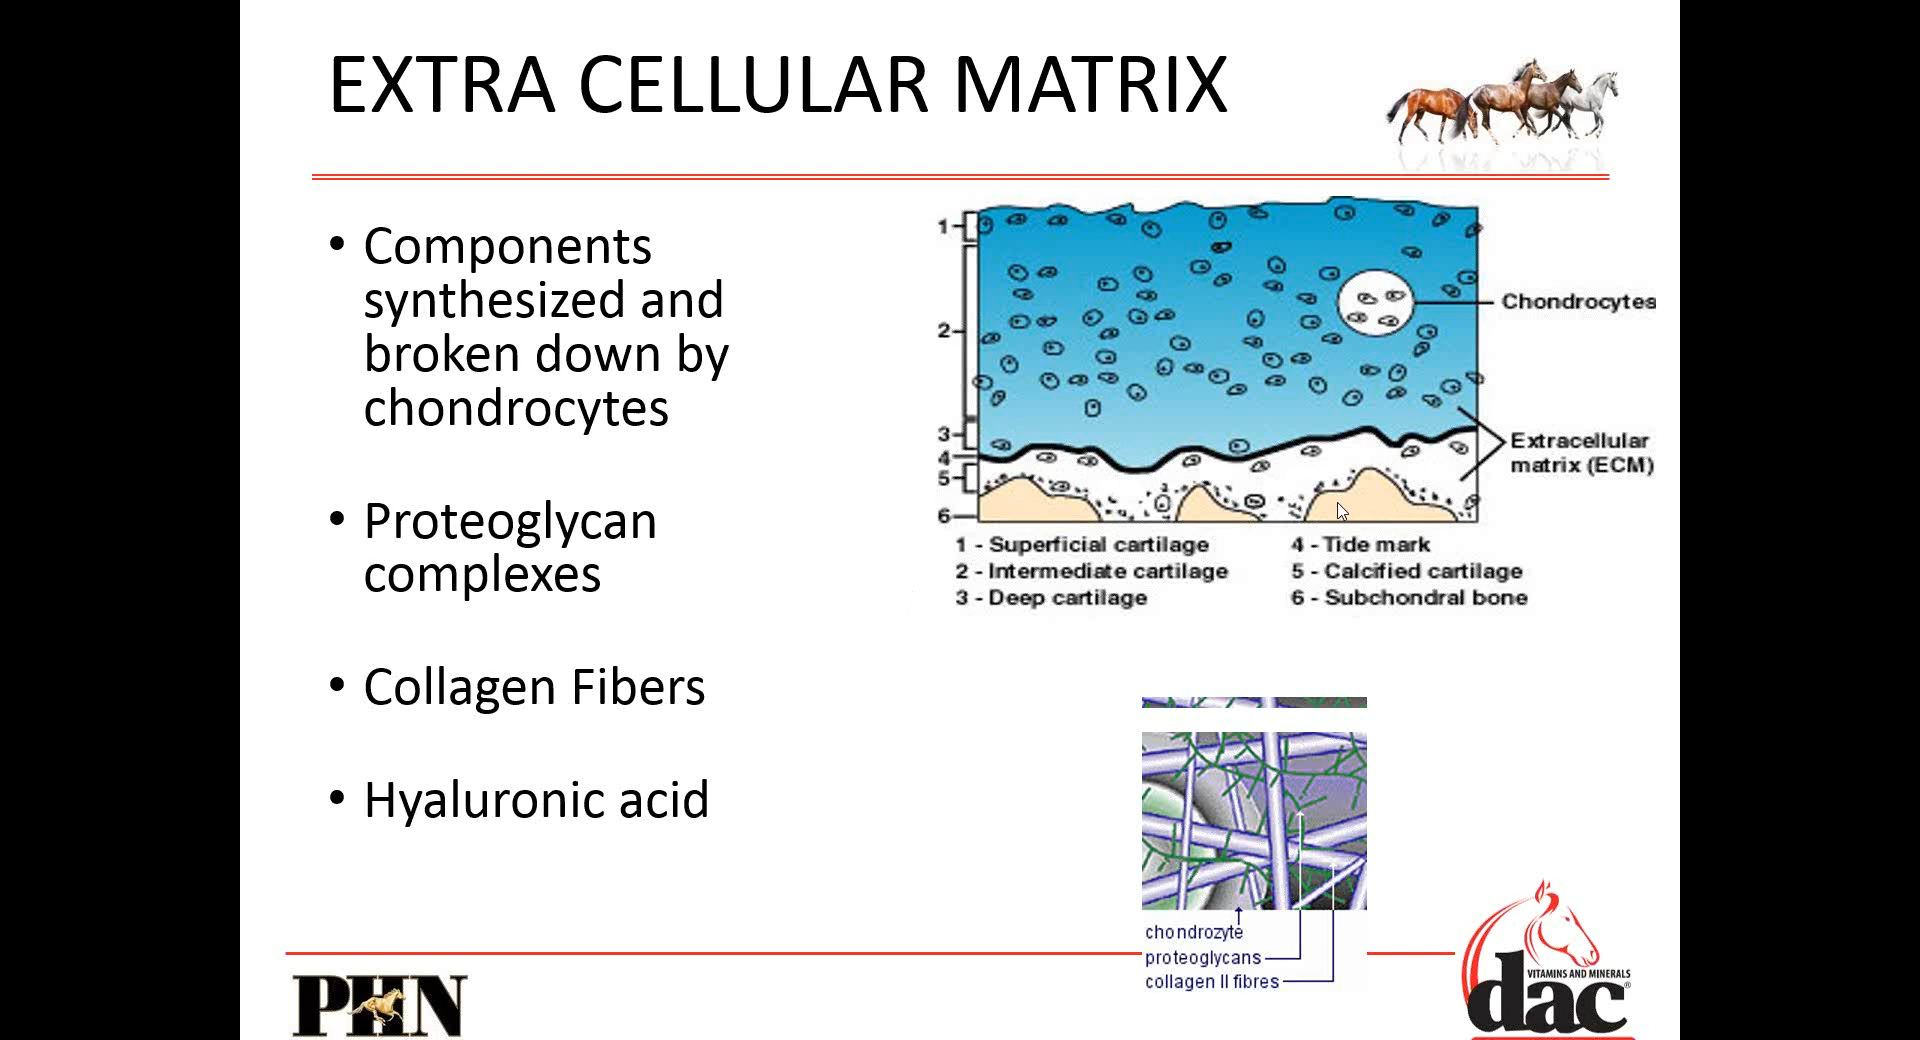 EXTRA CELLULAR MATRIX
• Components
synthesized and
broken down by
chondrocytes
• Proteoglycan
complexes
• Collagen Fibers
• Hyaluronic acid
1
2
3
4
5
6
Chondrocytes
Extracellular
matrix (ECM)
1 - Superficial cartilage
2 - Intermediate cartilage
3 - Deep cartilage
4 - Tide mark
5 - Calcified cartilage
6 - Subchondral bone
chondrozyte
proteoglycans
collagen II fibres
PHN
VITAMINS AND MINERALS
dac®